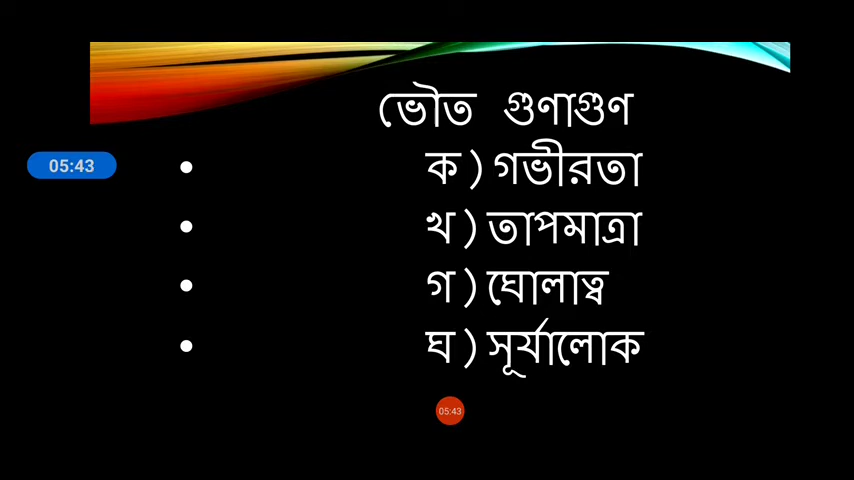 ভৌত গুণাগুণ
05:43
• ক) গভীরতা
• খ) তাপমাত্রা
• গ) ঘোলাত্ব
• ঘ) সূর্যালোক
05:43